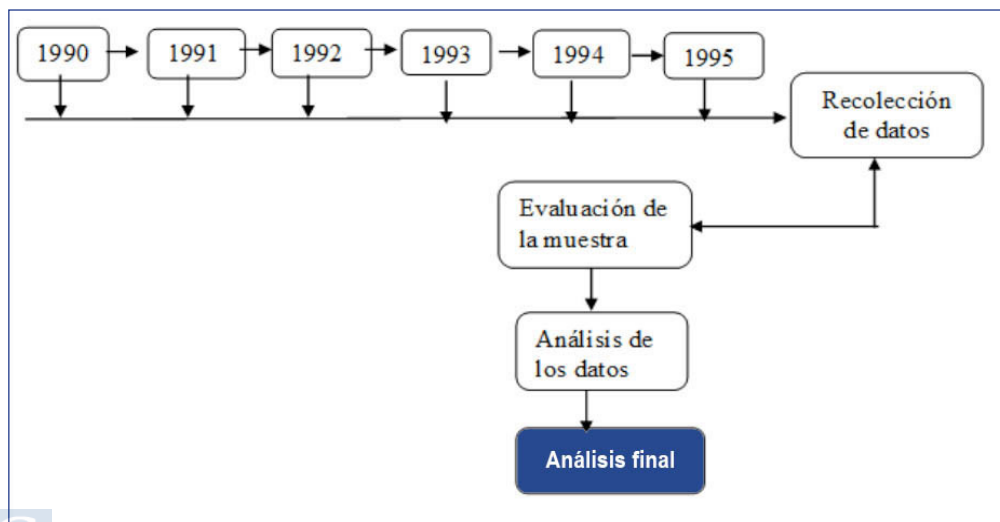 1990
1991
1992
1993
1994
1995
Recolección
de datos
Evaluación de
la muestra
Análisis de
los datos
Análisis final